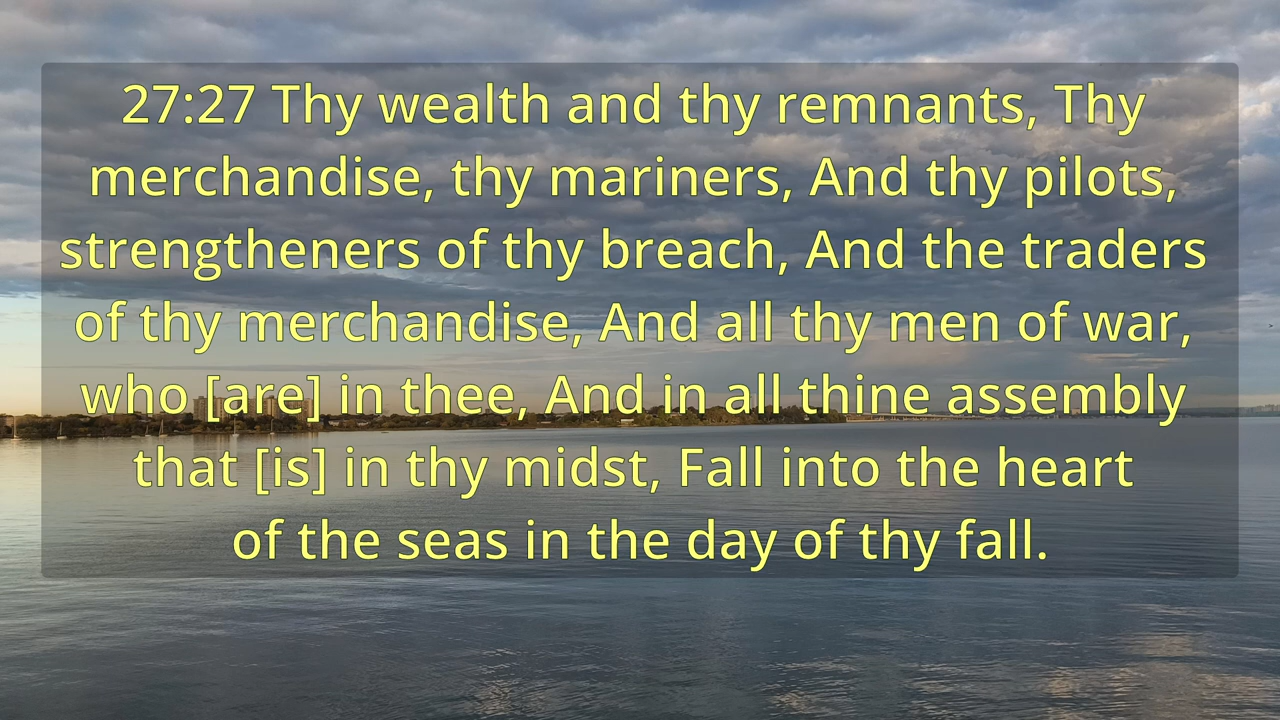 27:27 Thy wealth and thy remnants, Thy
merchandise, thy mariners, And thy pilots,
strengtheners of thy breach, And the traders
of thy merchandise, And all thy men of war,
who [are] in thee, And in all thine assembly
that [is] in thy midst, Fall into the heart
of the seas in the day of thy fall.